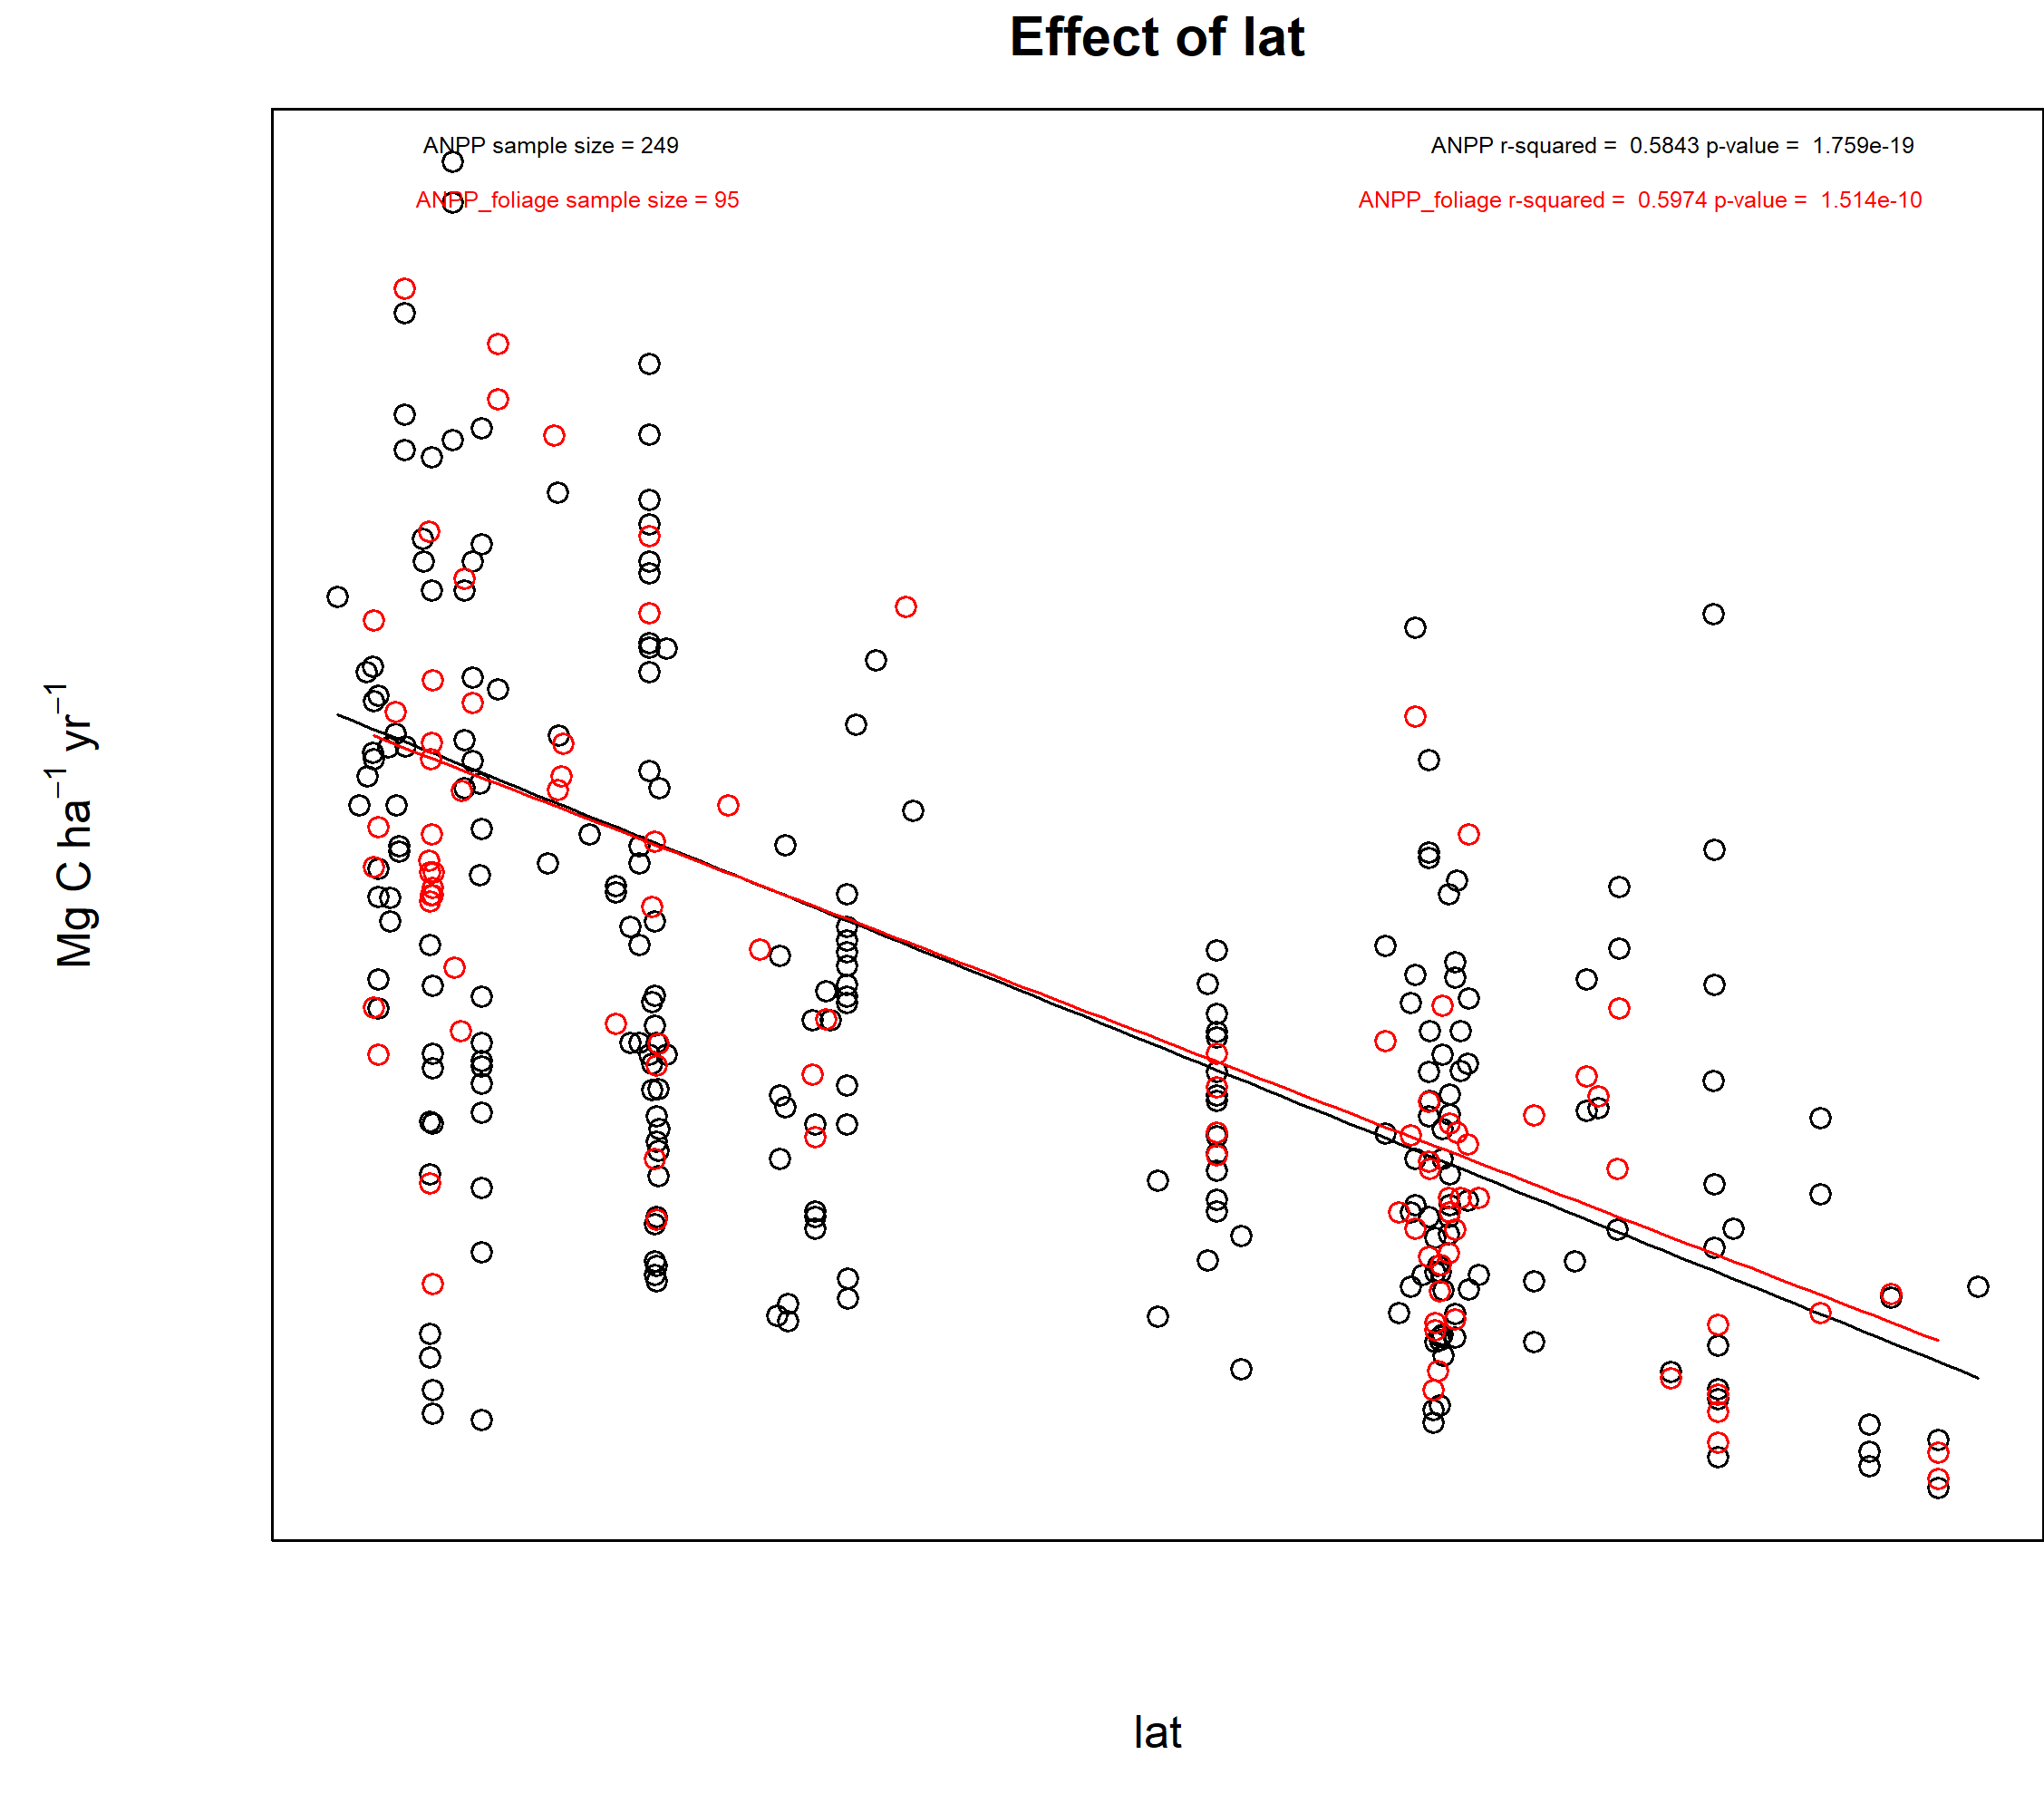 Effect of lat
ANPP sample size = 249
ANPP r-squared = 0.5843 p-value = 1.759e-19
ANPP_foliage sample size = 95
ANPP_foliage r-squared = 0.5974 p-value = 1.514e-10
Mg C ha⁻¹ yr⁻¹
lat